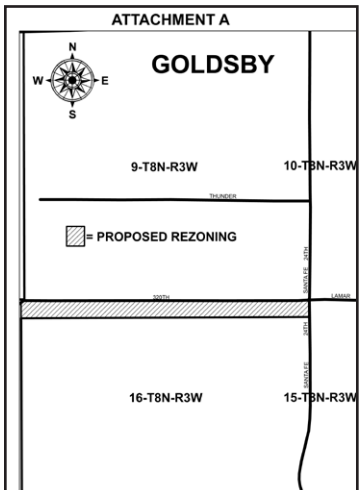 ATTACHMENT A
GOLDSBY
N
W
E
S
9-T8N-R3W
10-T8N-R3W
THUNDER
= PROPOSED REZONING
SANTA FE 24TH
320TH
LAMAR
SANTA FE 24TH
16-T8N-R3W
15-T8N-R3W